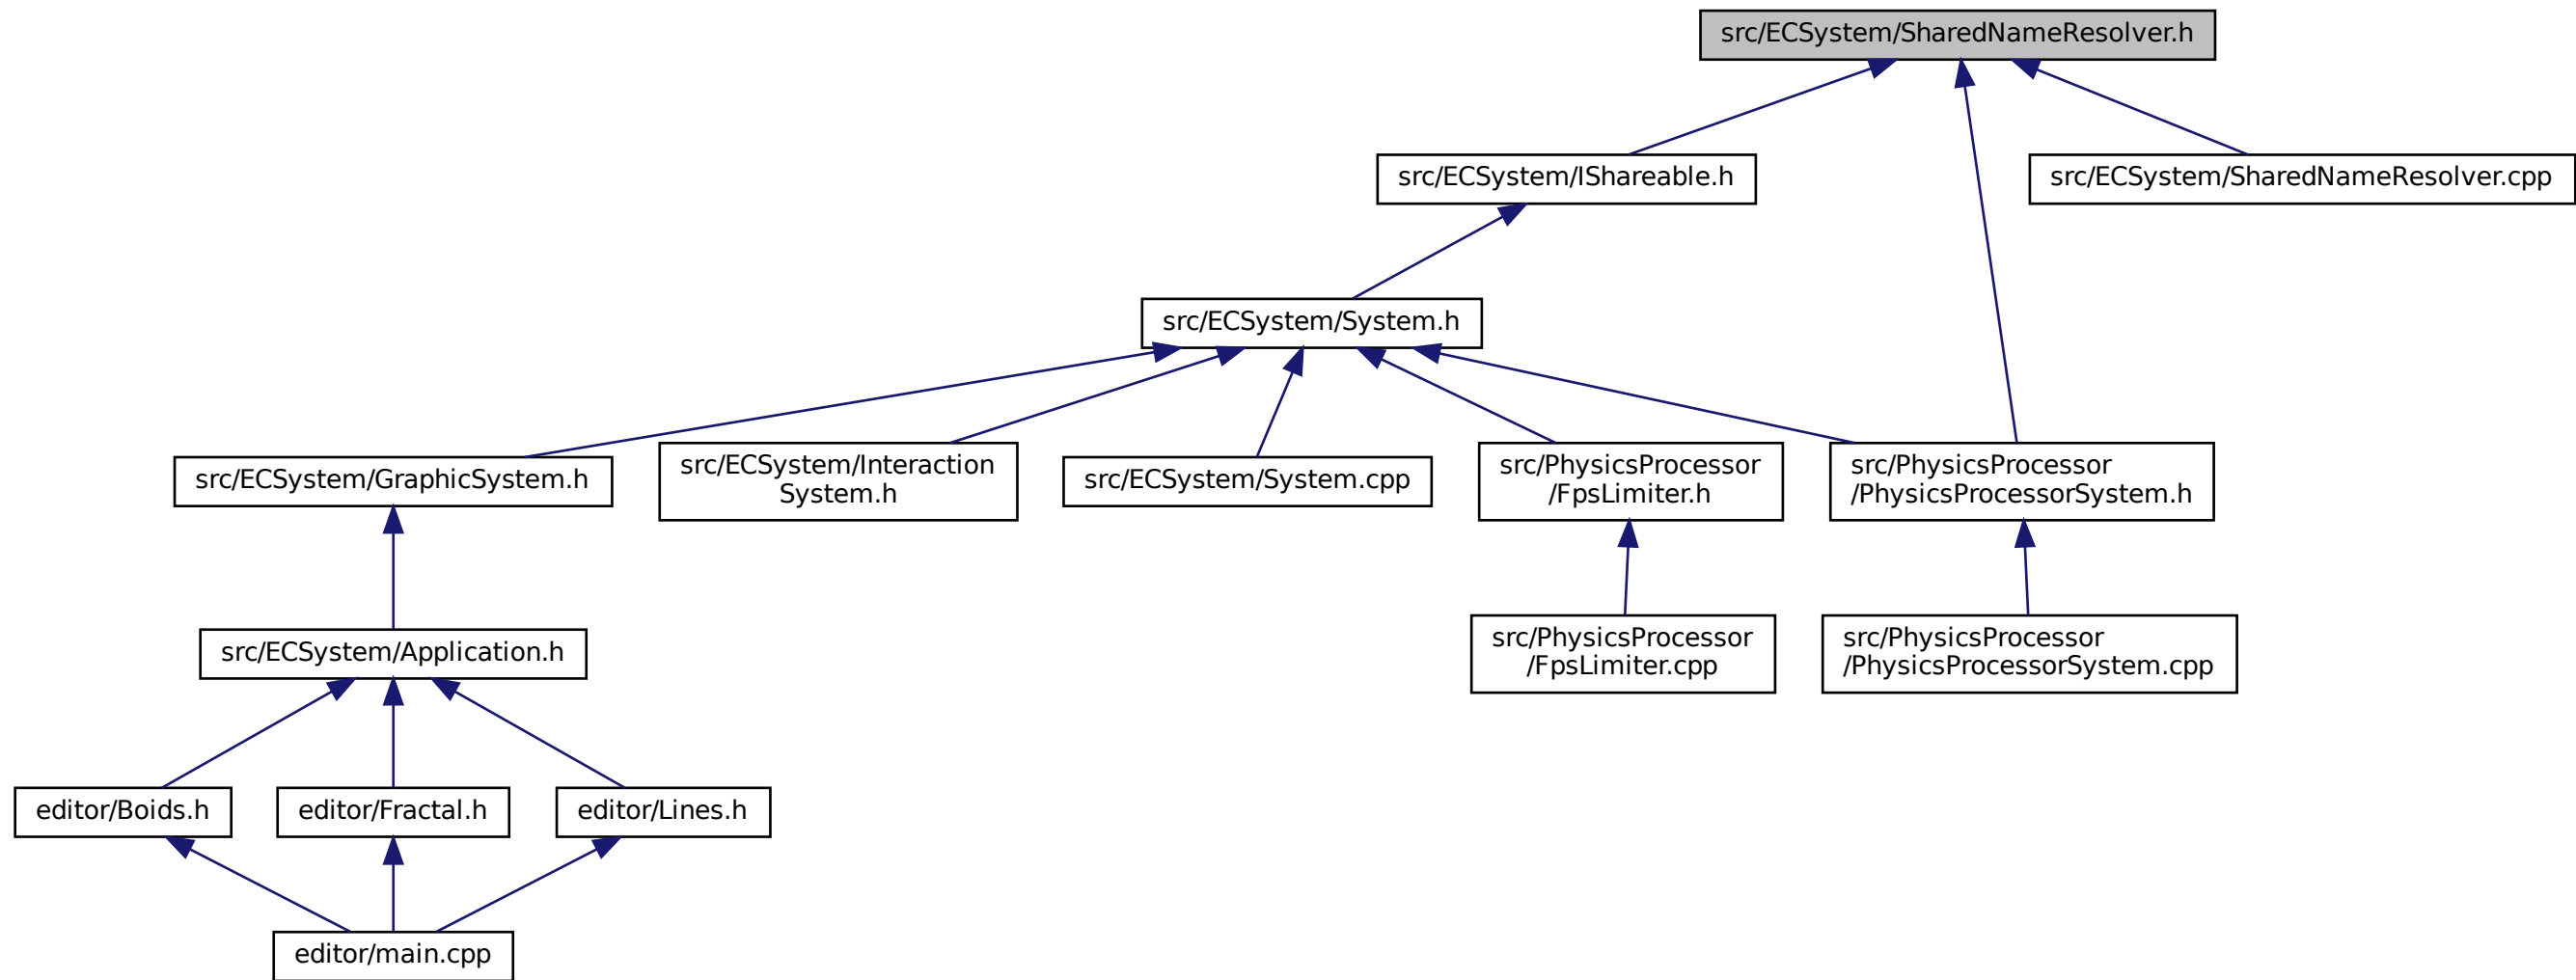 src/ECSystem/SharedNameResolver.h
src/ECSystem/IShareable.h
src/ECSystem/SharedNameResolver.cpp
src/ECSystem/System.h
src/ECSystem/GraphicSystem.h
src/ECSystem/Interaction
System.h
src/ECSystem/System.cpp
src/PhysicsProcessor
/FpsLimiter.h
src/PhysicsProcessor
/PhysicsProcessorSystem.h
src/ECSystem/Application.h
src/PhysicsProcessor
/FpsLimiter.cpp
src/PhysicsProcessor
/PhysicsProcessorSystem.cpp
editor/Boids.h
editor/Fractal.h
editor/Lines.h
editor/main.cpp